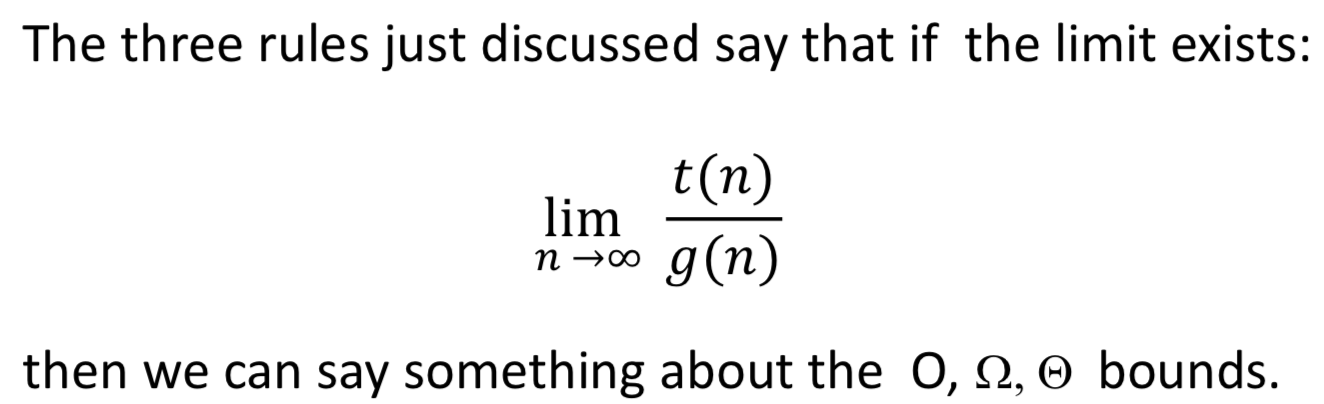 The three rules just discussed say that if the limit exists:
lim n→∞ t(n)/g(n)
then we can say something about the O, Ω, Θ bounds.